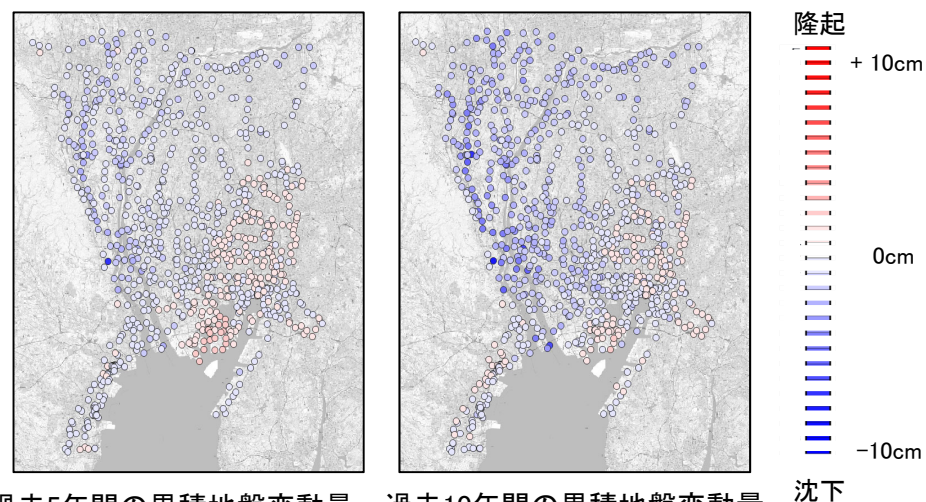 隆起
+ 10cm
0cm
−10cm
沈下
過去5年間の累積地盤変動量
過去10年間の累積地盤変動量